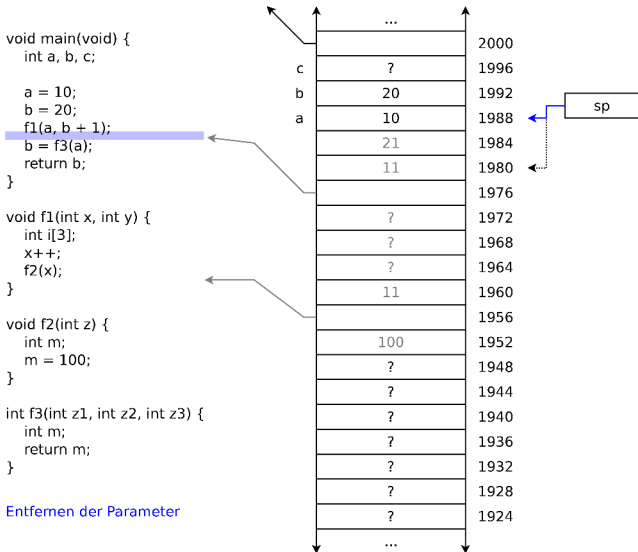 void main(void) {
int a, b, c;
a = 10;
b = 20;
f1(a, b + 1);
b = f3(a);
return b;
}
void f1(int x, int y) {
int i[3];
x++;
f2(x);
}
void f2(int z) {
int m;
m = 100;
}
int f3(int z1, int z2, int z3) {
int m;
return m;
}
Entfernen der Parameter
...
2000
c ? 1996
b 20 1992
a 10 1988
sp
21 1984
11 1980
1976
? 1972
? 1968
? 1964
11 1960
1956
100 1952
? 1948
? 1944
? 1940
? 1936
? 1932
? 1928
? 1924
...